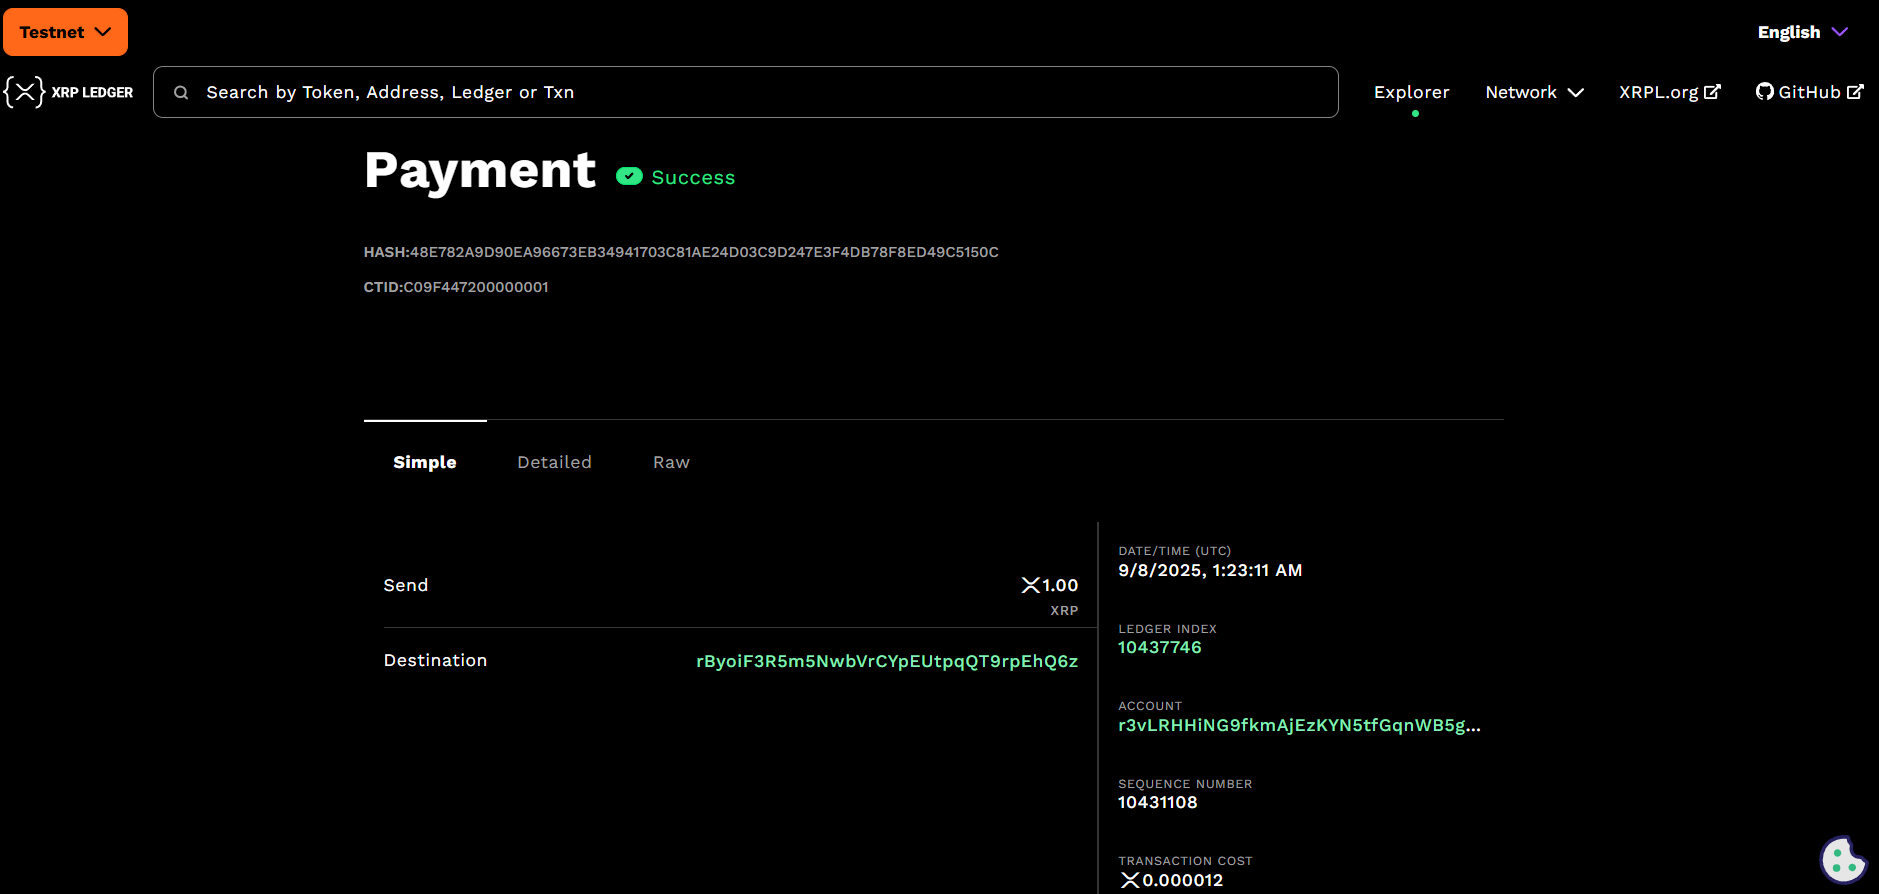 Testnet
English
XRP LEDGER
Search by Token, Address, Ledger or Txn
Explorer
Network
XRPL.org
GitHub
Payment
Success
HASH:48E782A9D90EA96673EB34941703C81AE24D03C9D247E3F4DB78F8ED49C5150C
CTID:C09F447200000001
Simple
Detailed
Raw
Send
X1.00
XRP
Destination
rByoiF3R5m5NwbVrCYpEUtpqQT9rpEhQ6z
DATE/TIME (UTC)
9/8/2025, 1:23:11 AM
LEDGER INDEX
10437746
ACCOUNT
r3vLRHHiNG9fkmAjEzKYN5tfGqnWB5g...
SEQUENCE NUMBER
10431108
TRANSACTION COST
X0.000012